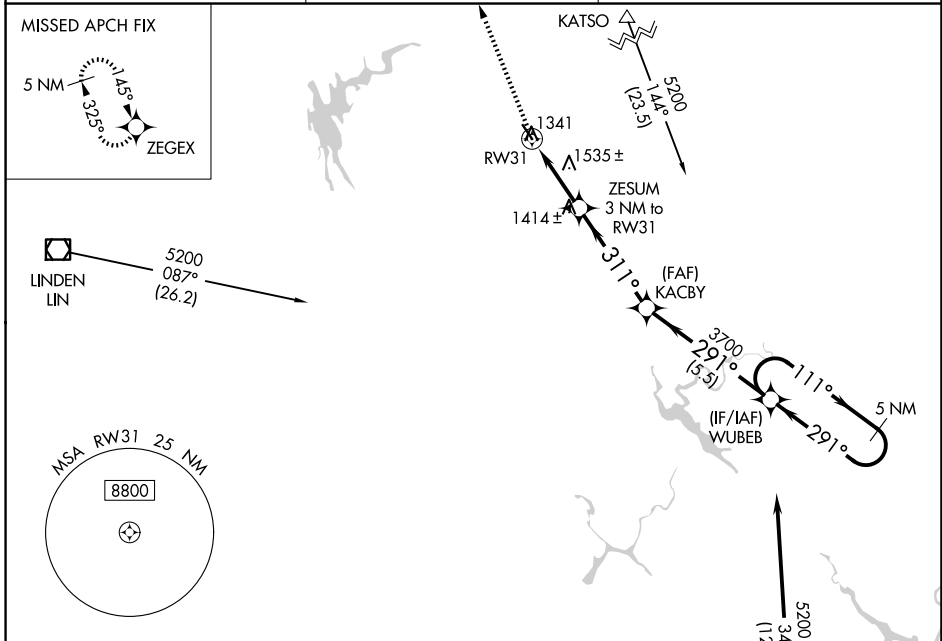 MISSED APCH FIX
5 NM
145°
325°
ZEGEX
KATSO
5200
144°
(23.5)
1341
RW31
1535 ±
ZESUM
3 NM to
RW31
1414 ±
LINDEN
LIN
5200
087°
(26.2)
311°
(FAF)
KACBY
3700
291°
(5.5)
111°
5 NM
(IF/IAF)
WUBEB
291°
MSA RW31 25 NM
8800
5200